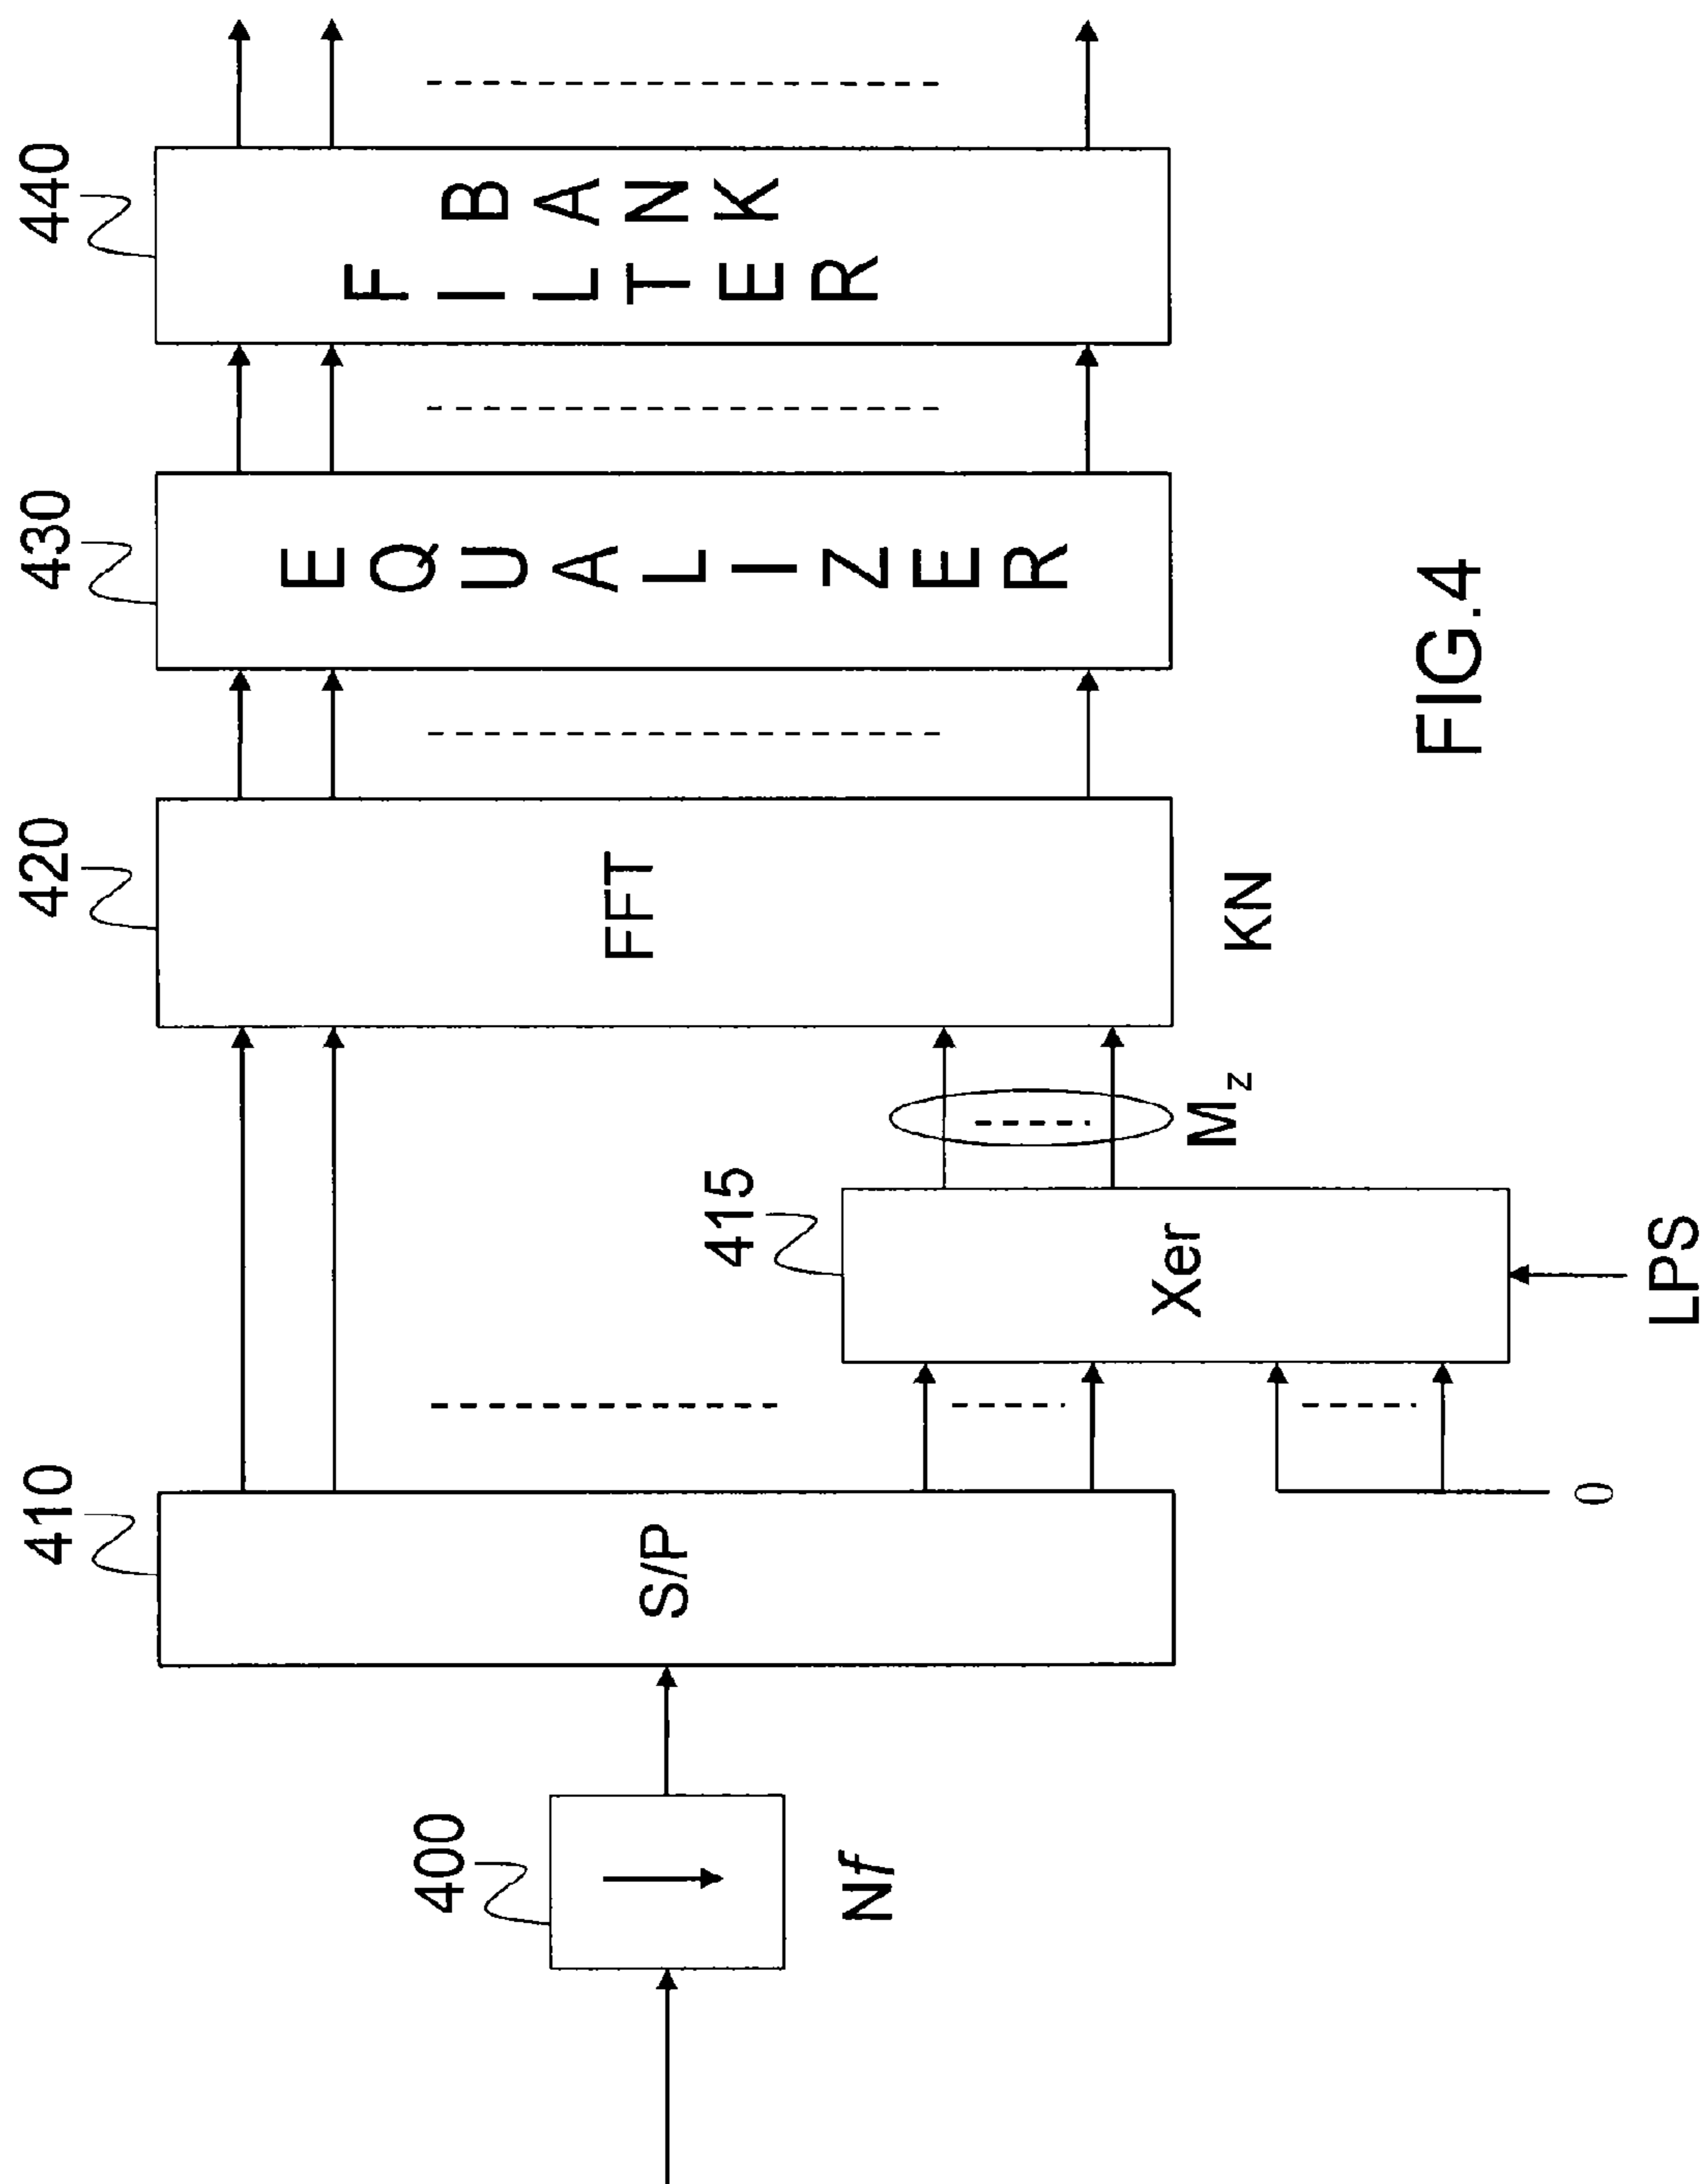 410
420
430
440
400
S/P
FFT
EQUALIZER
FILTER
BANK
415
Nf
Xer
Mz
KN
0
LPS
FIG.4